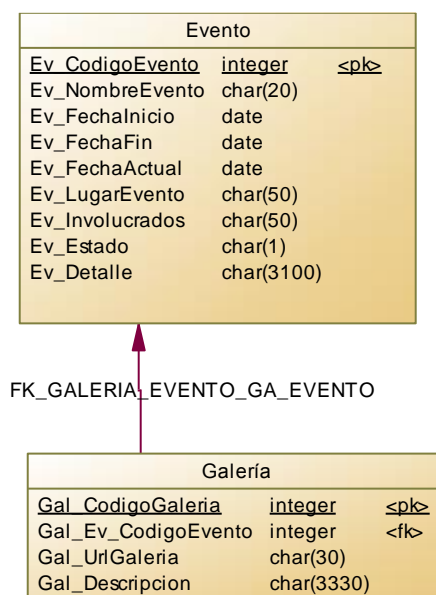 Evento
Ev_CodigoEvento integer <pk>
Ev_NombreEvento char(20)
Ev_FechaInicio date
Ev_FechaFin date
Ev_FechaActual date
Ev_LugarEvento char(50)
Ev_Involucrados char(50)
Ev_Estado char(1)
Ev_Detalle char(3100)
FK_GALERIA_EVENTO_GA_EVENTO
Galería
Gal_CodigoGaleria integer <pk>
Gal_Ev_CodigoEvento integer <fk>
Gal_UrlGaleria char(30)
Gal_Descripcion char(3330)